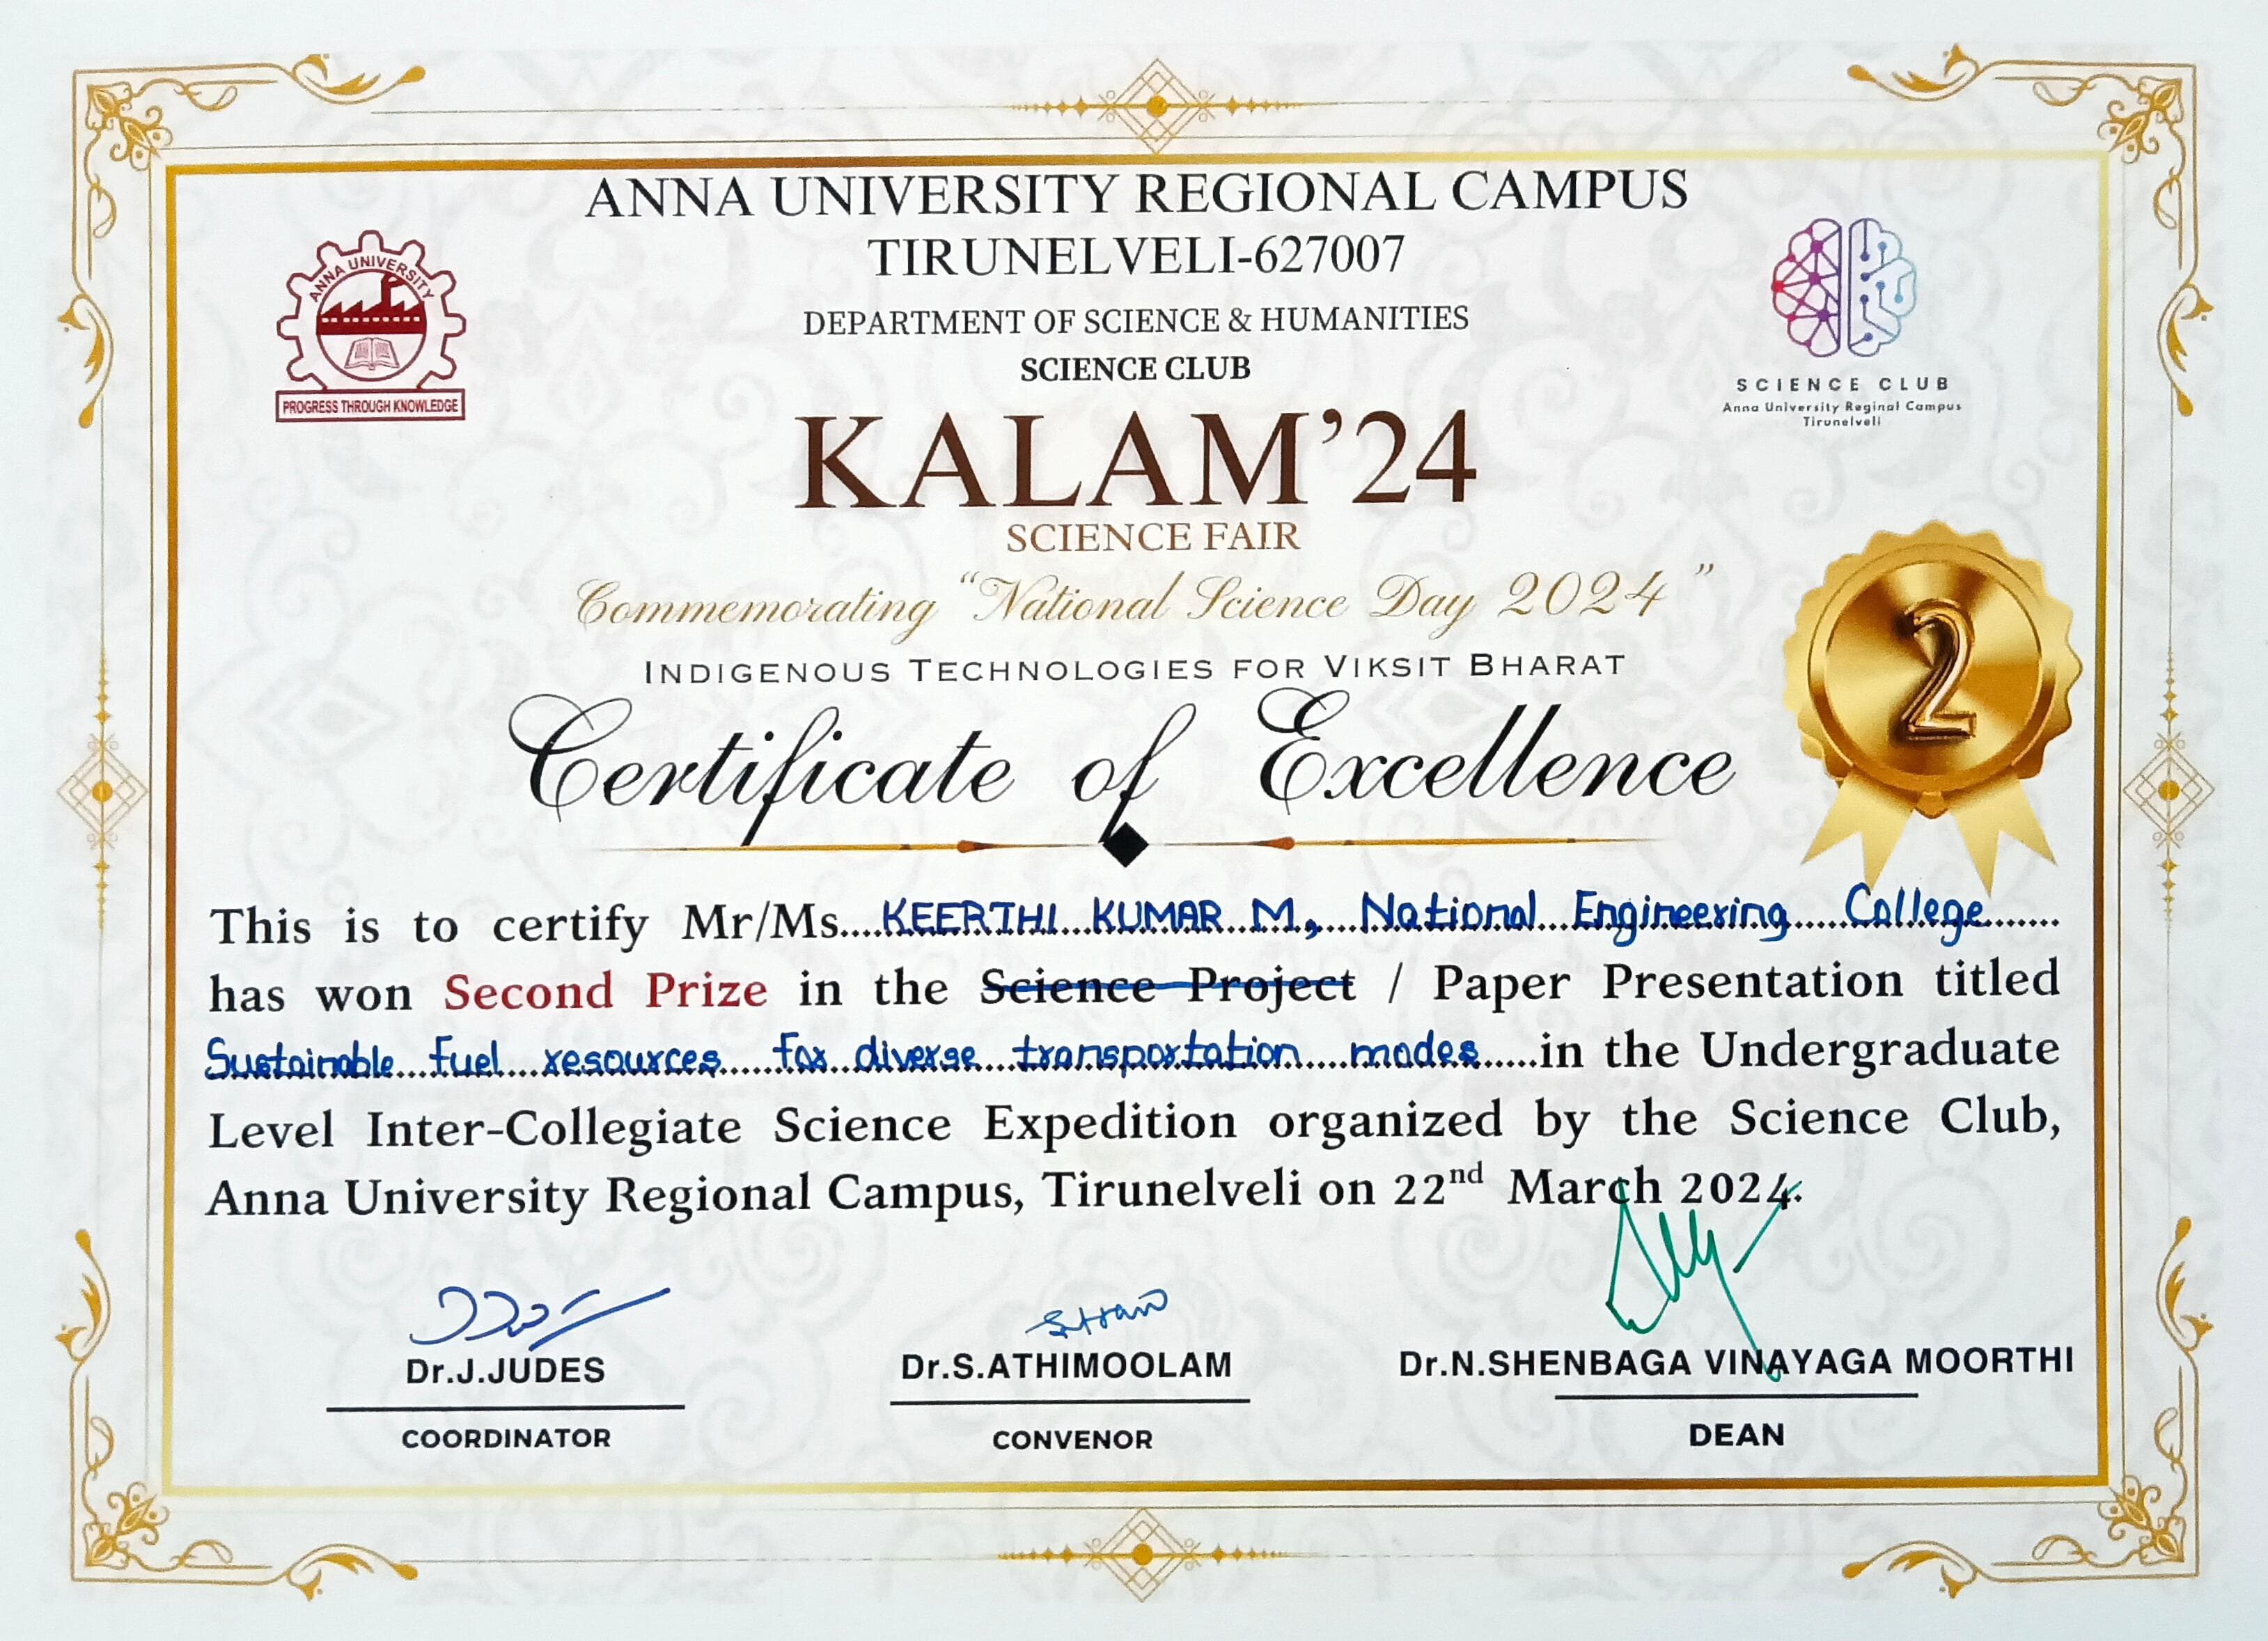 ANNA UNIVERSITY REGIONAL CAMPUS
TIRUNELVELI-627007
DEPARTMENT OF SCIENCE & HUMANITIES
SCIENCE CLUB
ANNA UNIVERSITY
PROGRESS THROUGH KNOWLEDGE
SCIENCE CLUB
Anna University Reginal Campus
Tirunelveli
KALAM'24
SCIENCE FAIR
Commemorating "National Science Day 2024"
INDIGENOUS TECHNOLOGIES FOR VIKSIT BHARAT
2
Certificate of Excellence
This is to certify Mr/Ms....KEERTHI KUMAR M, National Engineering College.......
has won Second Prize in the Science Project / Paper Presentation titled
Sustainable fuel resources for diverse transportation modes.....in the Undergraduate
Level Inter-Collegiate Science Expedition organized by the Science Club,
Anna University Regional Campus, Tirunelveli on 22nd March 2024.
Dr.J.JUDES
COORDINATOR
Dr.S.ATHIMOOLAM
CONVENOR
Dr.N.SHENBAGA VINAYAGA MOORTHI
DEAN